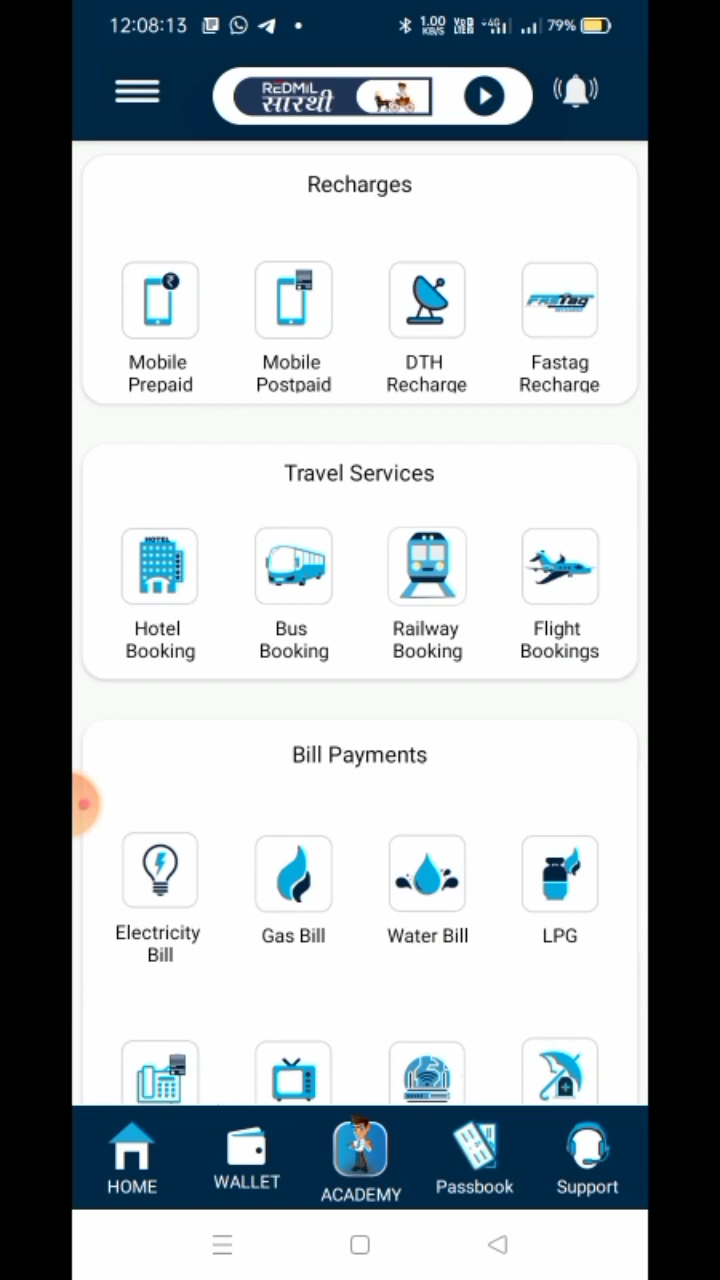 12:08:13
1.00 KB/S
4G
79%
REDMIL
सारथी
Recharges
Mobile Prepaid
Mobile Postpaid
DTH Recharge
Fastag Recharge
Travel Services
HOTEL
Hotel Booking
Bus Booking
Railway Booking
Flight Bookings
Bill Payments
Electricity Bill
Gas Bill
Water Bill
LPG
HOME
WALLET
ACADEMY
Passbook
Support